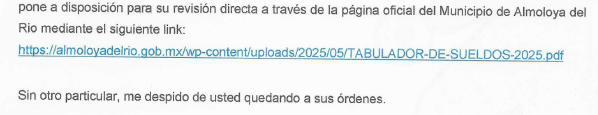 pone a disposición para su revisión directa a través de la página oficial del Municipio de Almoloya del
Rio mediante el siguiente link:
https://almoloyadelrio.gob.mx/wp-content/uploads/2025/05/TABULADOR-DE-SUELDOS-2025.pdf
Sin otro particular, me despido de usted quedando a sus órdenes.